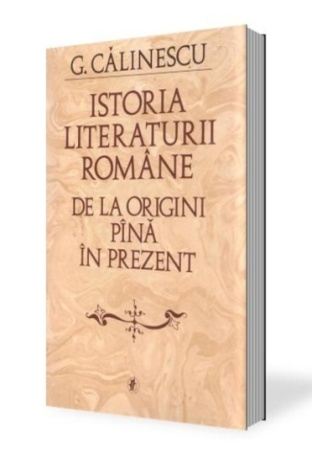 G. CĂLINESCU
ISTORIA
LITERATURII
ROMÂNE
DE LA ORIGINI
PÎNĂ
ÎN PREZENT